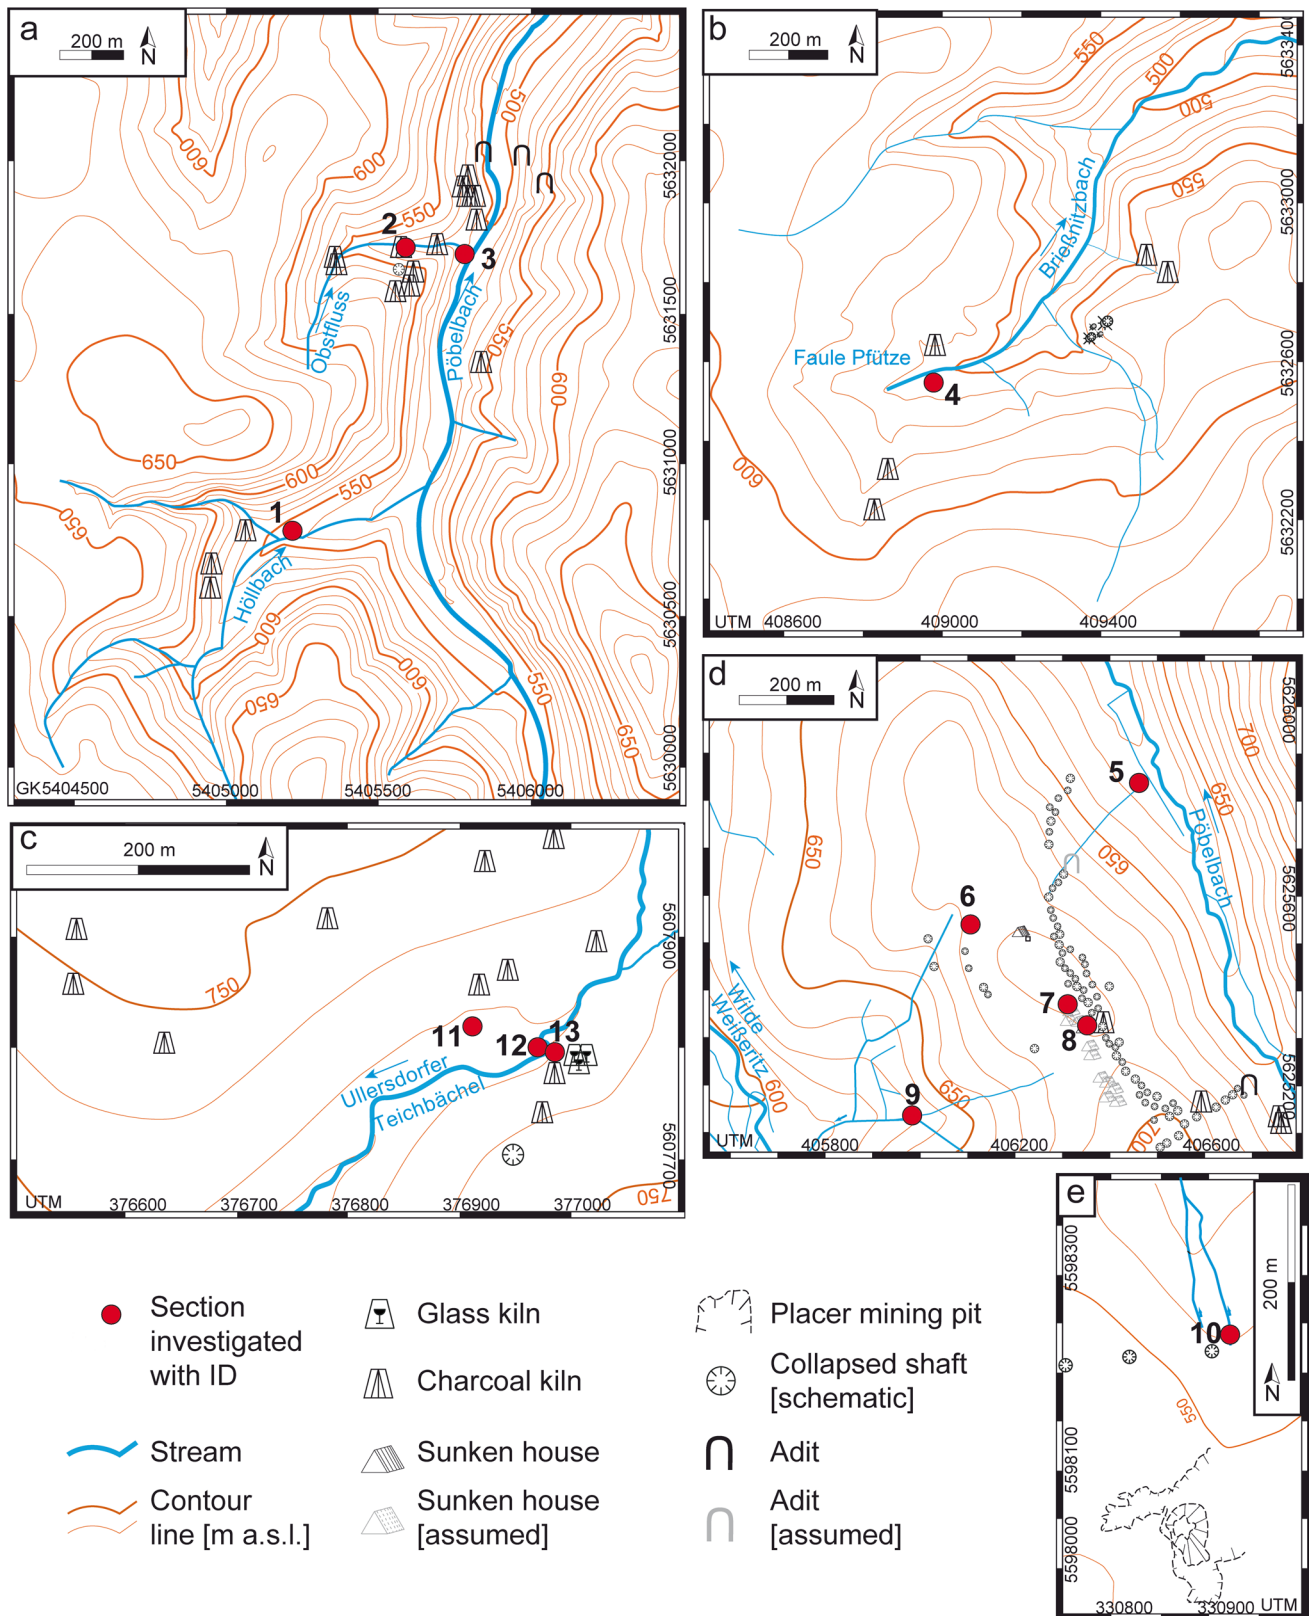 a
200 m
N
500
600
600
550
2
3
Obstfluss
Pöbelbach
550
600
650
600
550
1
650
Höllbach
600
600
650
550
650
5632000
5631500
5631000
5630500
5630000
GK5404500
5405000
5405500
5406000
b
200 m
N
550
500
500
550
Brießnitzbach
Faule Pfütze
4
600
5633400
5633000
5632600
5632200
UTM
408600
409000
409400
c
200 m
N
750
11
12
13
Ullersdorfer
Teichbächel
750
5607900
5607700
UTM
376600
376700
376800
376900
377000
d
200 m
N
700
5
650
650
650
Pöbelbach
6
7
8
Wilde
Weißeritz
600
9
650
700
5626000
5625600
5625200
UTM
405800
406200
406600
e
200 m
N
10
550
5598300
5598100
5598000
330800
330900
UTM
Section
investigated
with ID
Stream
Contour
line [m a.s.l.]
Glass kiln
Charcoal kiln
Sunken house
Sunken house
[assumed]
Placer mining pit
Collapsed shaft
[schematic]
Adit
Adit
[assumed]